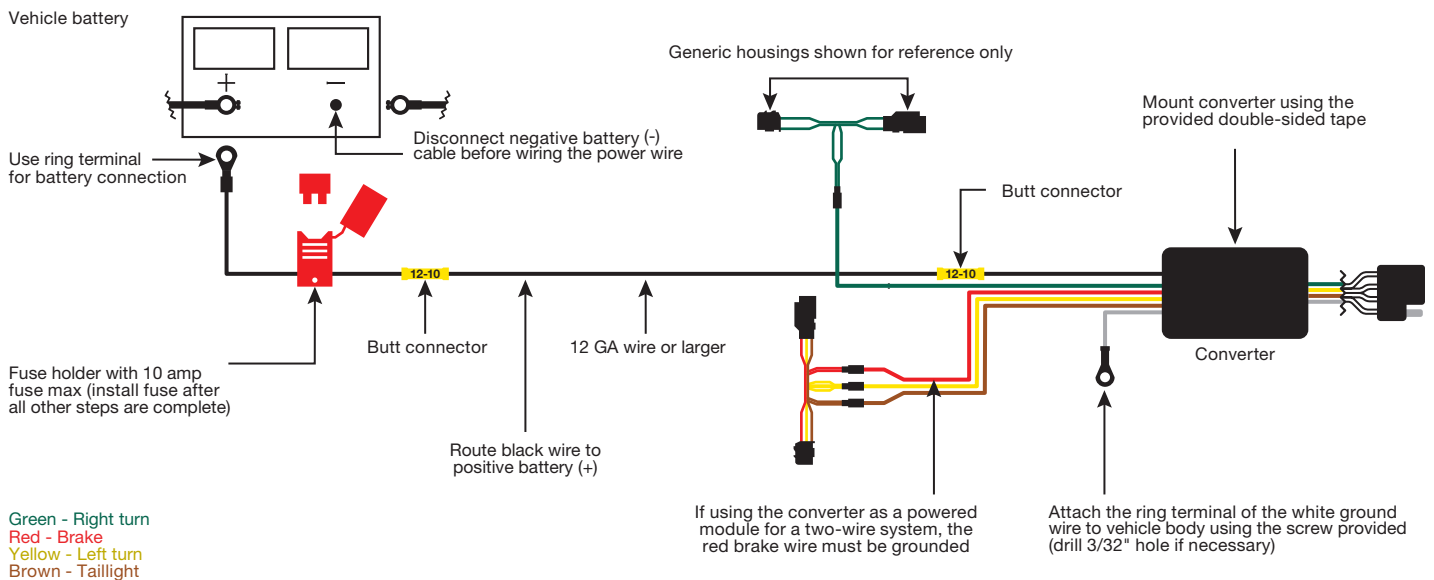 Vehicle battery
Generic housings shown for reference only
Mount converter using the
provided double-sided tape
+
−
Disconnect negative battery (-)
cable before wiring the power wire
Use ring terminal
for battery connection
Butt connector
12-10
12-10
Butt connector
12 GA wire or larger
Converter
Fuse holder with 10 amp
fuse max (install fuse after
all other steps are complete)
Route black wire to
positive battery (+)
If using the converter as a powered
module for a two-wire system, the
red brake wire must be grounded
Attach the ring terminal of the white ground
wire to vehicle body using the screw provided
(drill 3/32" hole if necessary)
Green - Right turn
Red - Brake
Yellow - Left turn
Brown - Taillight